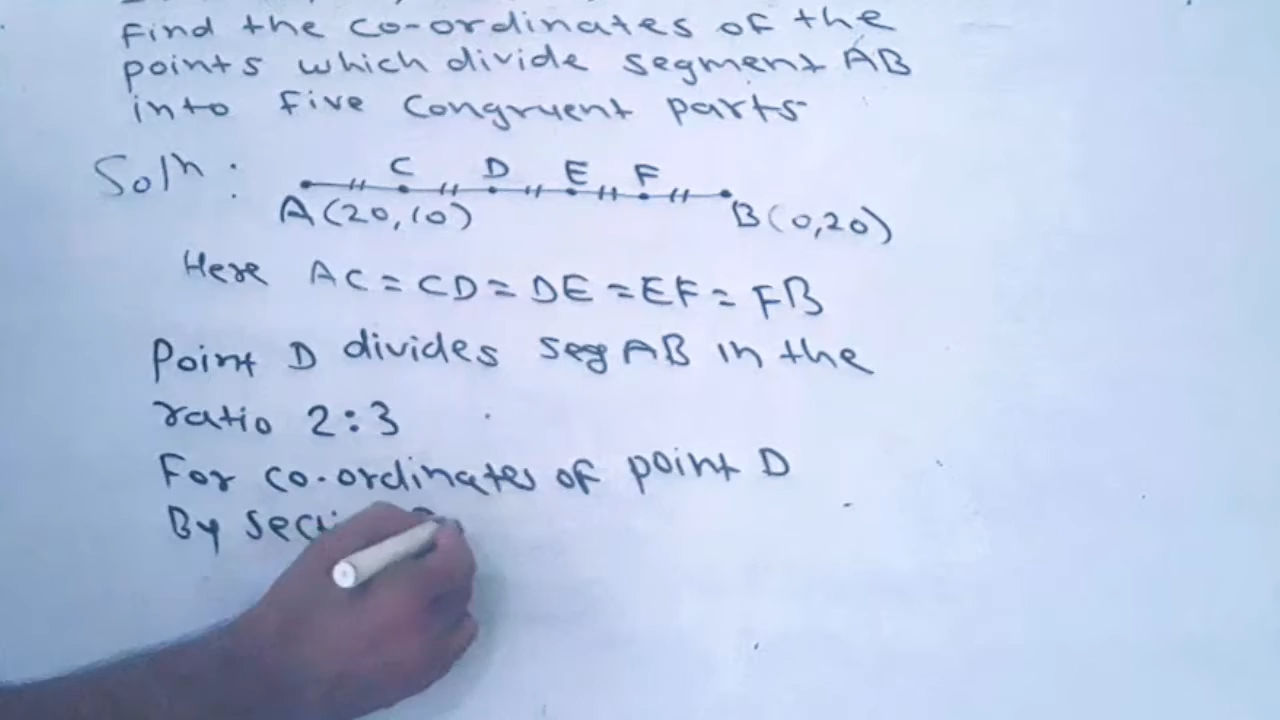 Find the co-ordinates of the
points which divide segment AB
into five congruent parts
Soln:
C D E F
A(20,10)
B(0,20)
Here AC=CD=DE=EF=FB
Point D divides seg AB in the
ratio 2:3
For co-ordinates of point D
By